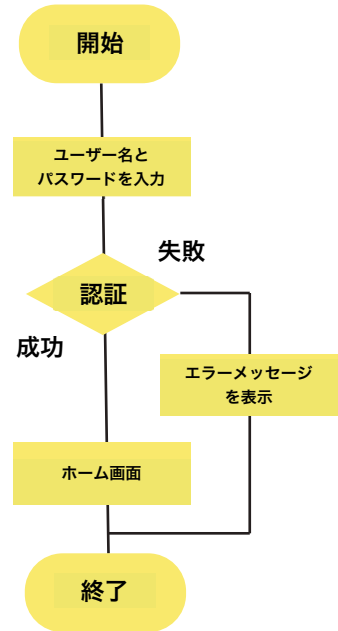 開始
ユーザー名と
パスワードを入力
失敗
認証
成功
エラーメッセージ
を表示
ホーム画面
終了